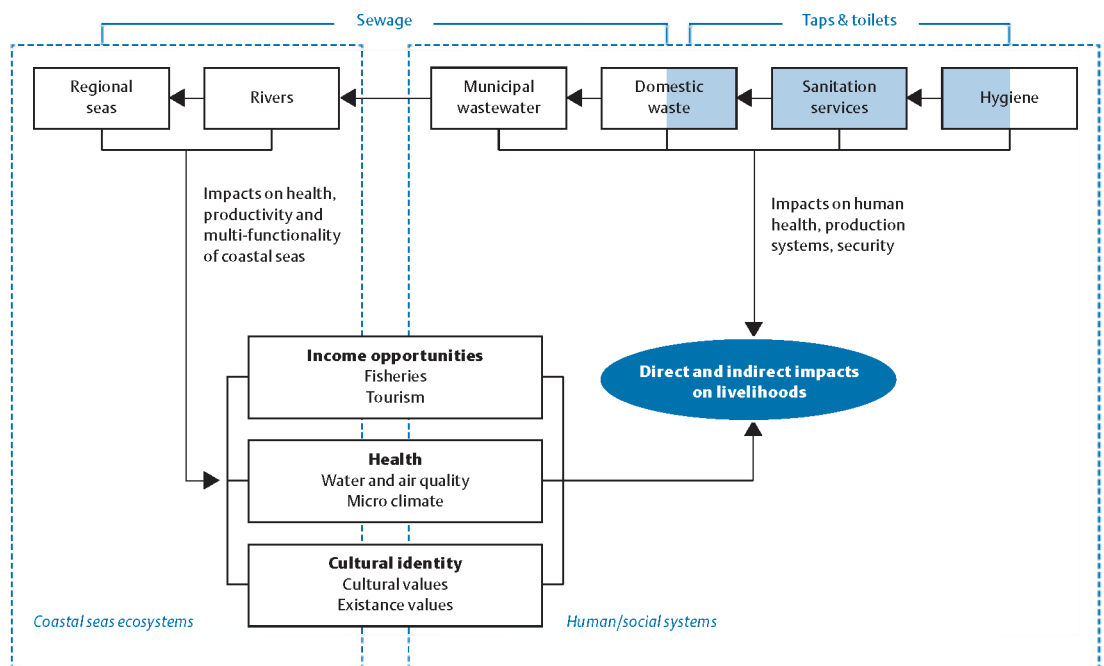 Sewage
Taps & toilets
Regional
seas
Rivers
Municipal
wastewater
Domestic
waste
Sanitation
services
Hygiene
Impacts on health,
productivity and
multi-functionality
of coastal seas
Impacts on human
health, production
systems, security
Income opportunities
Fisheries
Tourism
Direct and indirect impacts
on livelihoods
Health
Water and air quality
Micro climate
Cultural identity
Cultural values
Existance values
Coastal seas ecosystems
Human/social systems